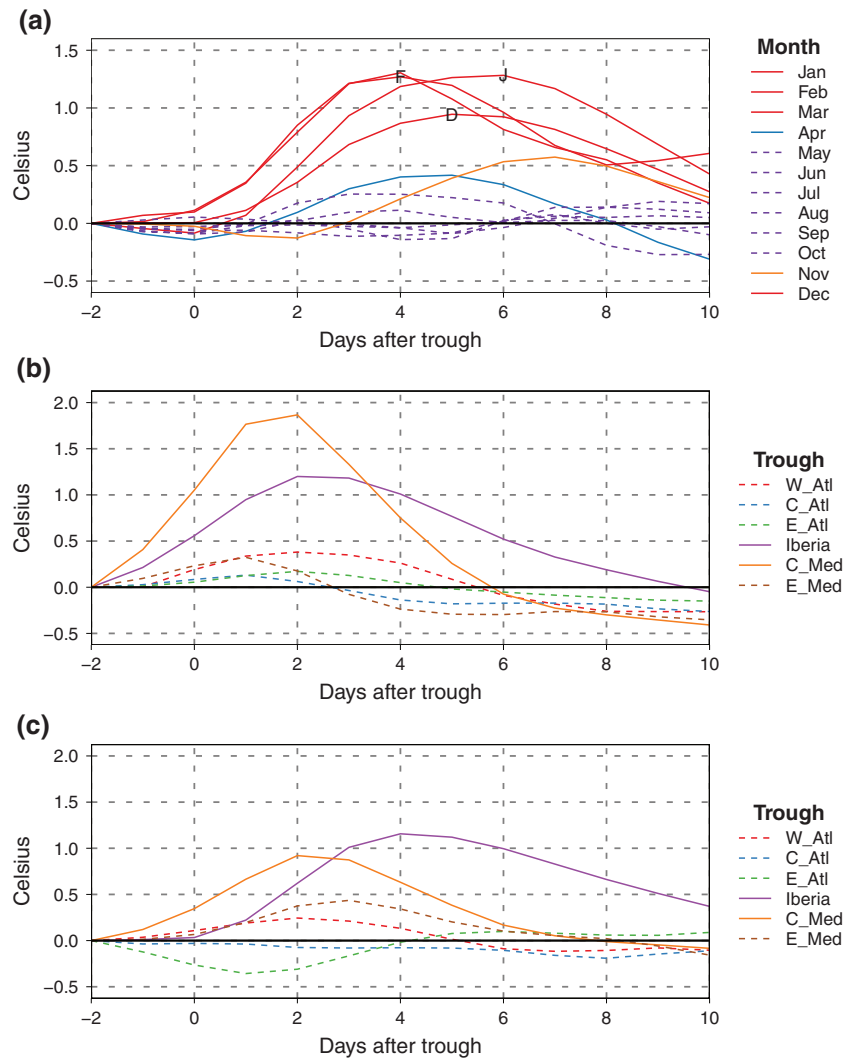 (a)
1.5
1.0
0.5
0.0
−0.5
Celsius
F
J
D
−2 0 2 4 6 8 10
Days after trough
Month
Jan
Feb
Mar
Apr
May
Jun
Jul
Aug
Sep
Oct
Nov
Dec
(b)
2.0
1.5
1.0
0.5
0.0
−0.5
Celsius
−2 0 2 4 6 8 10
Days after trough
Trough
W_Atl
C_Atl
E_Atl
Iberia
C_Med
E_Med
(c)
2.0
1.5
1.0
0.5
0.0
−0.5
Celsius
−2 0 2 4 6 8 10
Days after trough
Trough
W_Atl
C_Atl
E_Atl
Iberia
C_Med
E_Med